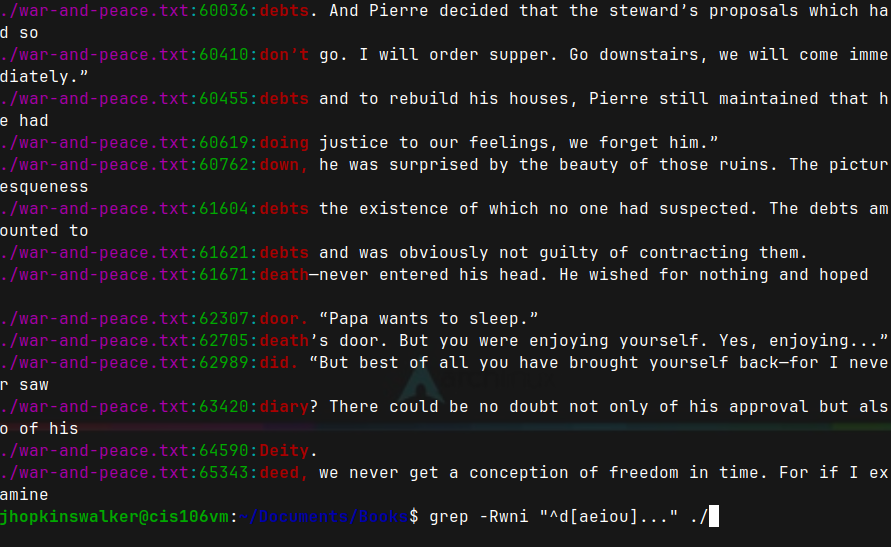 ./war-and-peace.txt:60036:debts. And Pierre decided that the steward’s proposals which ha
d so
./war-and-peace.txt:60410:don’t go. I will order supper. Go downstairs, we will come imme
diately.”
./war-and-peace.txt:60455:debts and to rebuild his houses, Pierre still maintained that h
e had
./war-and-peace.txt:60619:doing justice to our feelings, we forget him.”
./war-and-peace.txt:60762:down, he was surprised by the beauty of those ruins. The pictur
esqueness
./war-and-peace.txt:61604:debts the existence of which no one had suspected. The debts am
ounted to
./war-and-peace.txt:61621:debts and was obviously not guilty of contracting them.
./war-and-peace.txt:61671:death—never entered his head. He wished for nothing and hoped
./war-and-peace.txt:62307:door. “Papa wants to sleep.”
./war-and-peace.txt:62705:death’s door. But you were enjoying yourself. Yes, enjoying...”
./war-and-peace.txt:62989:did. “But best of all you have brought yourself back—for I neve
r saw
./war-and-peace.txt:63420:diary? There could be no doubt not only of his approval but als
o of his
./war-and-peace.txt:64590:Deity.
./war-and-peace.txt:65343:deed, we never get a conception of freedom in time. For if I ex
amine
jhopkinswalker@cis106vm:~/Documents/Books$ grep -Rwni "^d[aeiou]..." ./